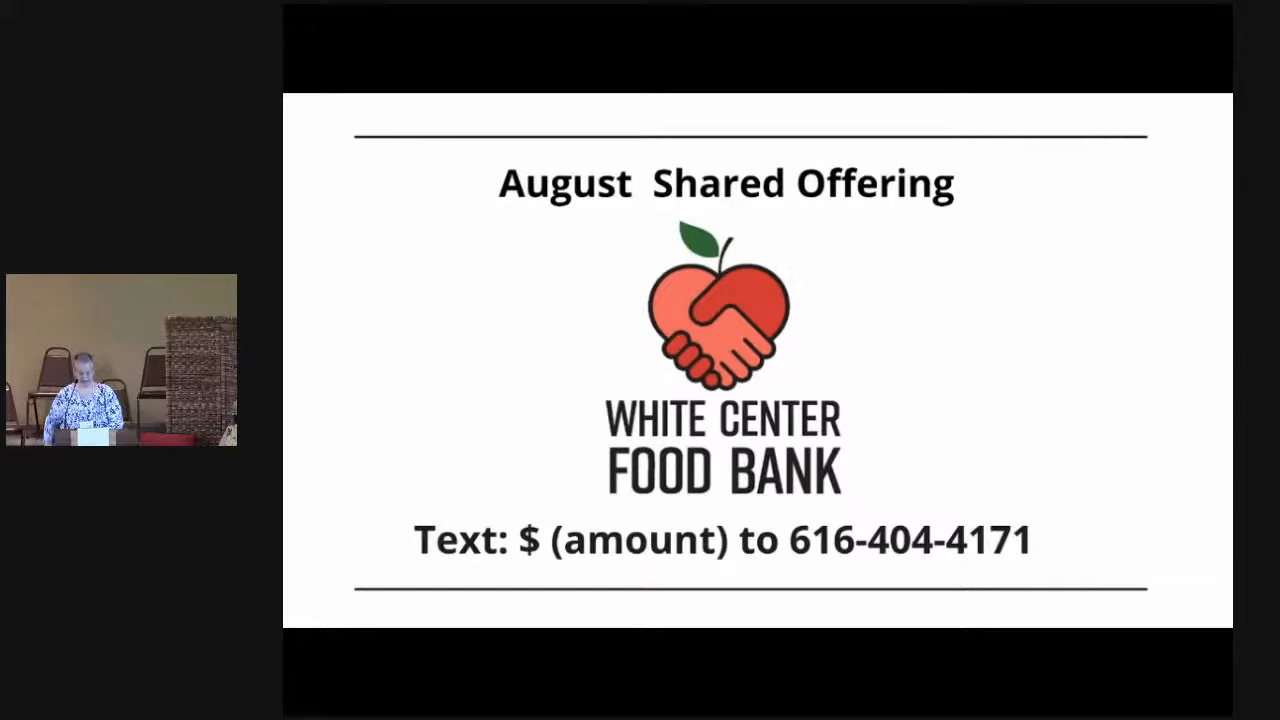 August  Shared Offering
WHITE CENTER
FOOD BANK
Text: $ (amount) to 616-404-4171